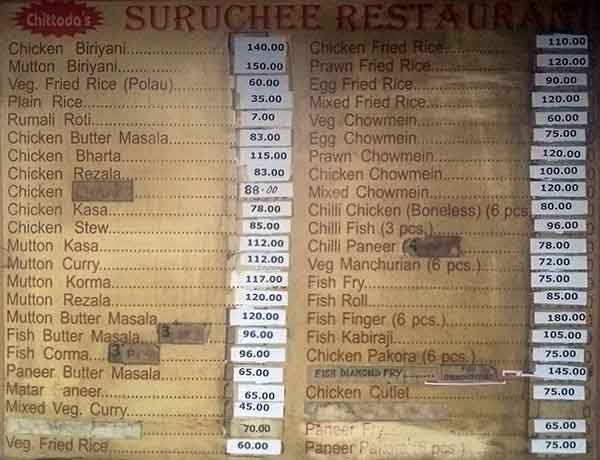 Chittoda's
SURUCHEE RESTAURANT
Chicken Biriyani 140.00
Mutton Biriyani 150.00
Veg. Fried Rice (Polau) 60.00
Plain Rice 35.00
Rumali Roti 7.00
Chicken Butter Masala 83.00
Chicken Bharta 115.00
Chicken Rezala 83.00
Chicken 88.00
Chicken Kasa 78.00
Chicken Stew 85.00
Mutton Kasa 112.00
Mutton Curry 112.00
Mutton Korma 117.00
Mutton Rezala 120.00
Mutton Butter Masala 120.00
Fish Butter Masala 3 96.00
Fish Corma 3 96.00
Paneer Butter Masala 65.00
Matar aneer 65.00
Mixed Veg. Curry 45.00
70.00
Veg. Fried Rice 60.00
Chicken Fried Rice 110.00
Prawn Fried Rice 120.00
Egg Fried Rice 90.00
Mixed Fried Rice 120.00
Veg Chowmein 60.00
Egg Chowmein 75.00
Prawn Chowmein 120.00
Chicken Chowmein 100.00
Mixed Chowmein 120.00
Chilli Chicken (Boneless) (6 pcs 80.00
Chilli Fish (3 pcs.) 96.00
Chilli Paneer ( 78.00
Veg Manchurian (6 pcs.) 72.00
Fish Fry 75.00
Fish Roll 85.00
Fish Finger (6 pcs.) 180.00
Fish Kabiraji 105.00
Chicken Pakora (6 pcs.) 75.00
FISH DIAMOND FRY 145.00
Chicken Cutlet 75.00
Paneer Fry 65.00
Paneer Pakora 75.00